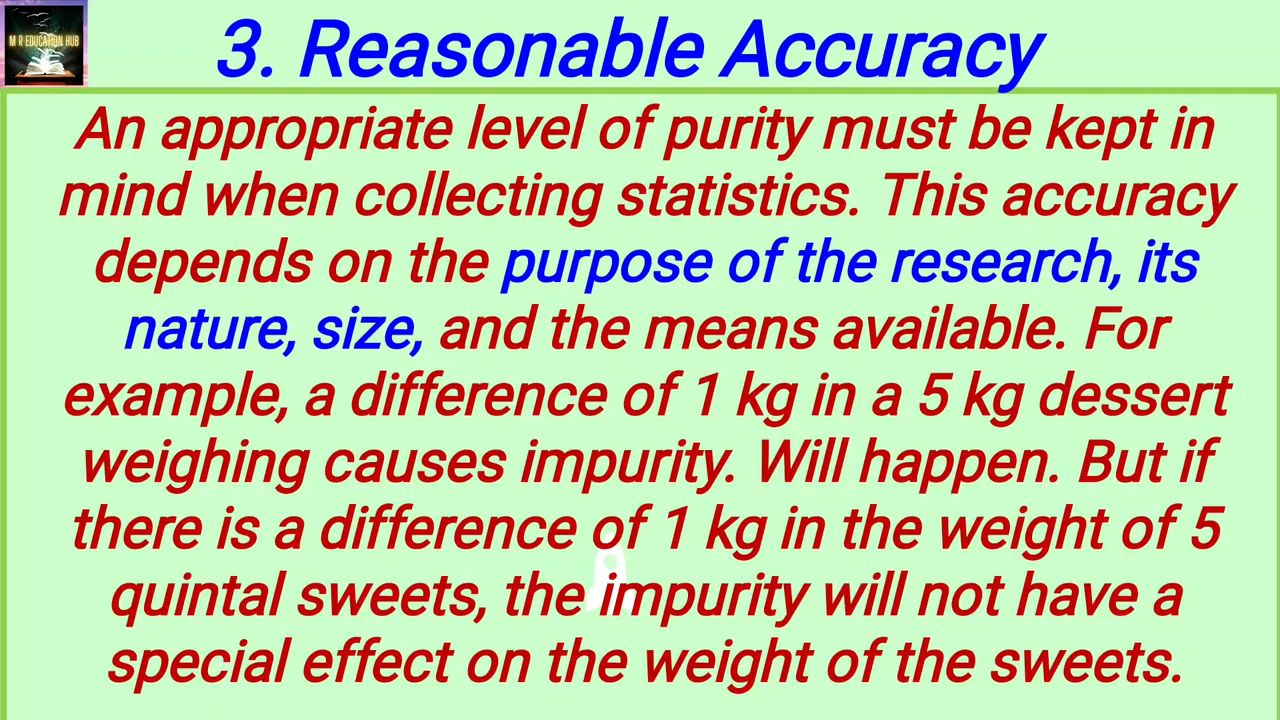 M R EDUCATION HUB
3. Reasonable Accuracy
An appropriate level of purity must be kept in
mind when collecting statistics. This accuracy
depends on the purpose of the research, its
nature, size, and the means available. For
example, a difference of 1 kg in a 5 kg dessert
weighing causes impurity. Will happen. But if
there is a difference of 1 kg in the weight of 5
quintal sweets, the impurity will not have a
special effect on the weight of the sweets.